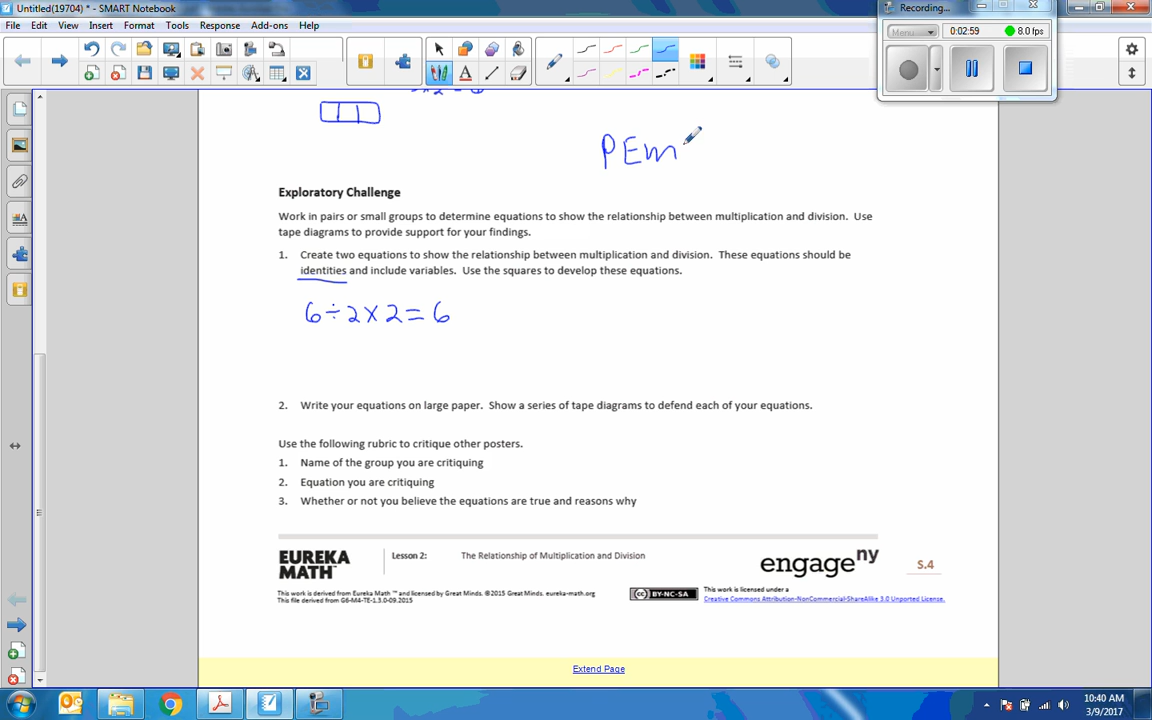 Untitled(19704) * - SMART Notebook
Recording...
File Edit View Insert Format Tools Response Add-ons Help
Menu 0:02:59 8.0 fps
PEm
Exploratory Challenge
Work in pairs or small groups to determine equations to show the relationship between multiplication and division. Use
tape diagrams to provide support for your findings.
1. Create two equations to show the relationship between multiplication and division. These equations should be
identities and include variables. Use the squares to develop these equations.
6÷2×2=6
2. Write your equations on large paper. Show a series of tape diagrams to defend each of your equations.
Use the following rubric to critique other posters.
1. Name of the group you are critiquing
2. Equation you are critiquing
3. Whether or not you believe the equations are true and reasons why
EUREKA
MATH™
Lesson 2: The Relationship of Multiplication and Division
engageny
S.4
This work is derived from Eureka Math ™ and licensed by Great Minds. ©2015 Great Minds. eureka-math.org
This file derived from G6-M4-TE-1.3.0-09.2015
(cc) BY-NC-SA
This work is licensed under a
Creative Commons Attribution-NonCommercial-ShareAlike 3.0 Unported License.
Extend Page
10:40 AM
3/9/2017